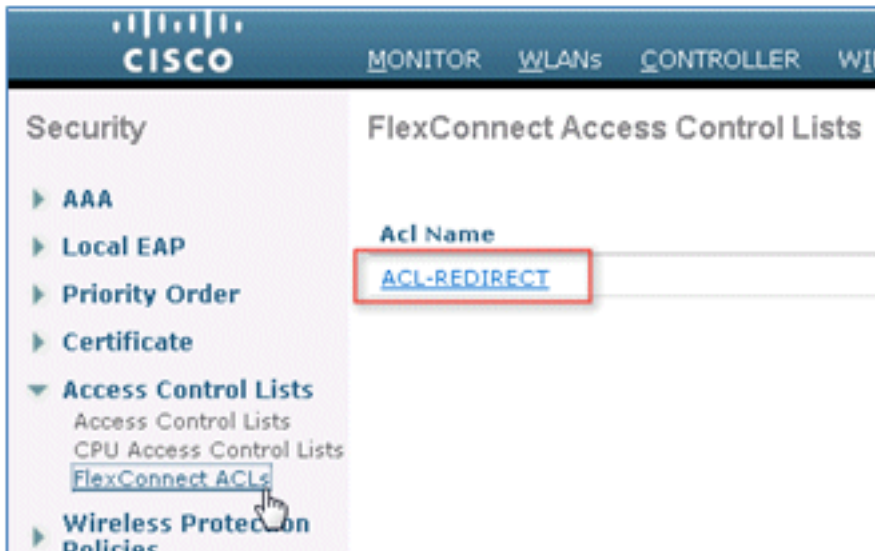 CISCO
MONITOR WLANs CONTROLLER
Security
FlexConnect Access Control Lists
AAA
Local EAP
Priority Order
Certificate
Access Control Lists
Access Control Lists
CPU Access Control Lists
FlexConnect ACLs
Wireless Protection
Policies
Acl Name
ACL-REDIRECT